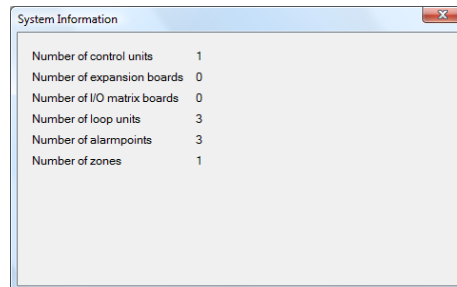 System Information
Number of control units 1
Number of expansion boards 0
Number of I/O matrix boards 0
Number of loop units 3
Number of alarmpoints 3
Number of zones 1